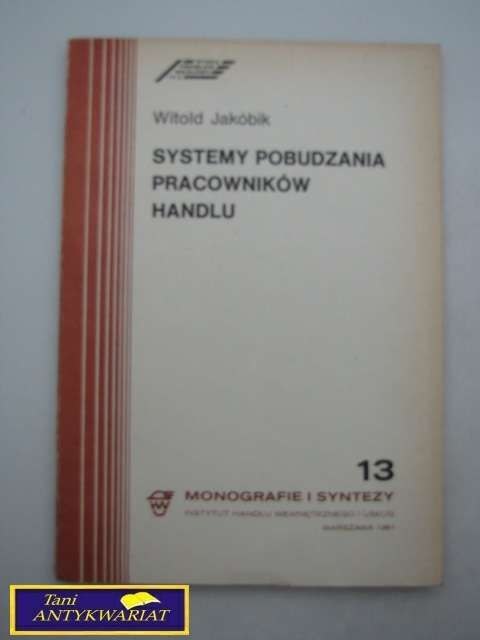 Witold Jakóbik
SYSTEMY POBUDZANIA
PRACOWNIKÓW
HANDLU
13
MONOGRAFIE I SYNTEZY
INSTYTUT HANDLU WEWNĘTRZNEGO I USŁUG
WARSZAWA 1981
Tani
ANTYKWARIAT